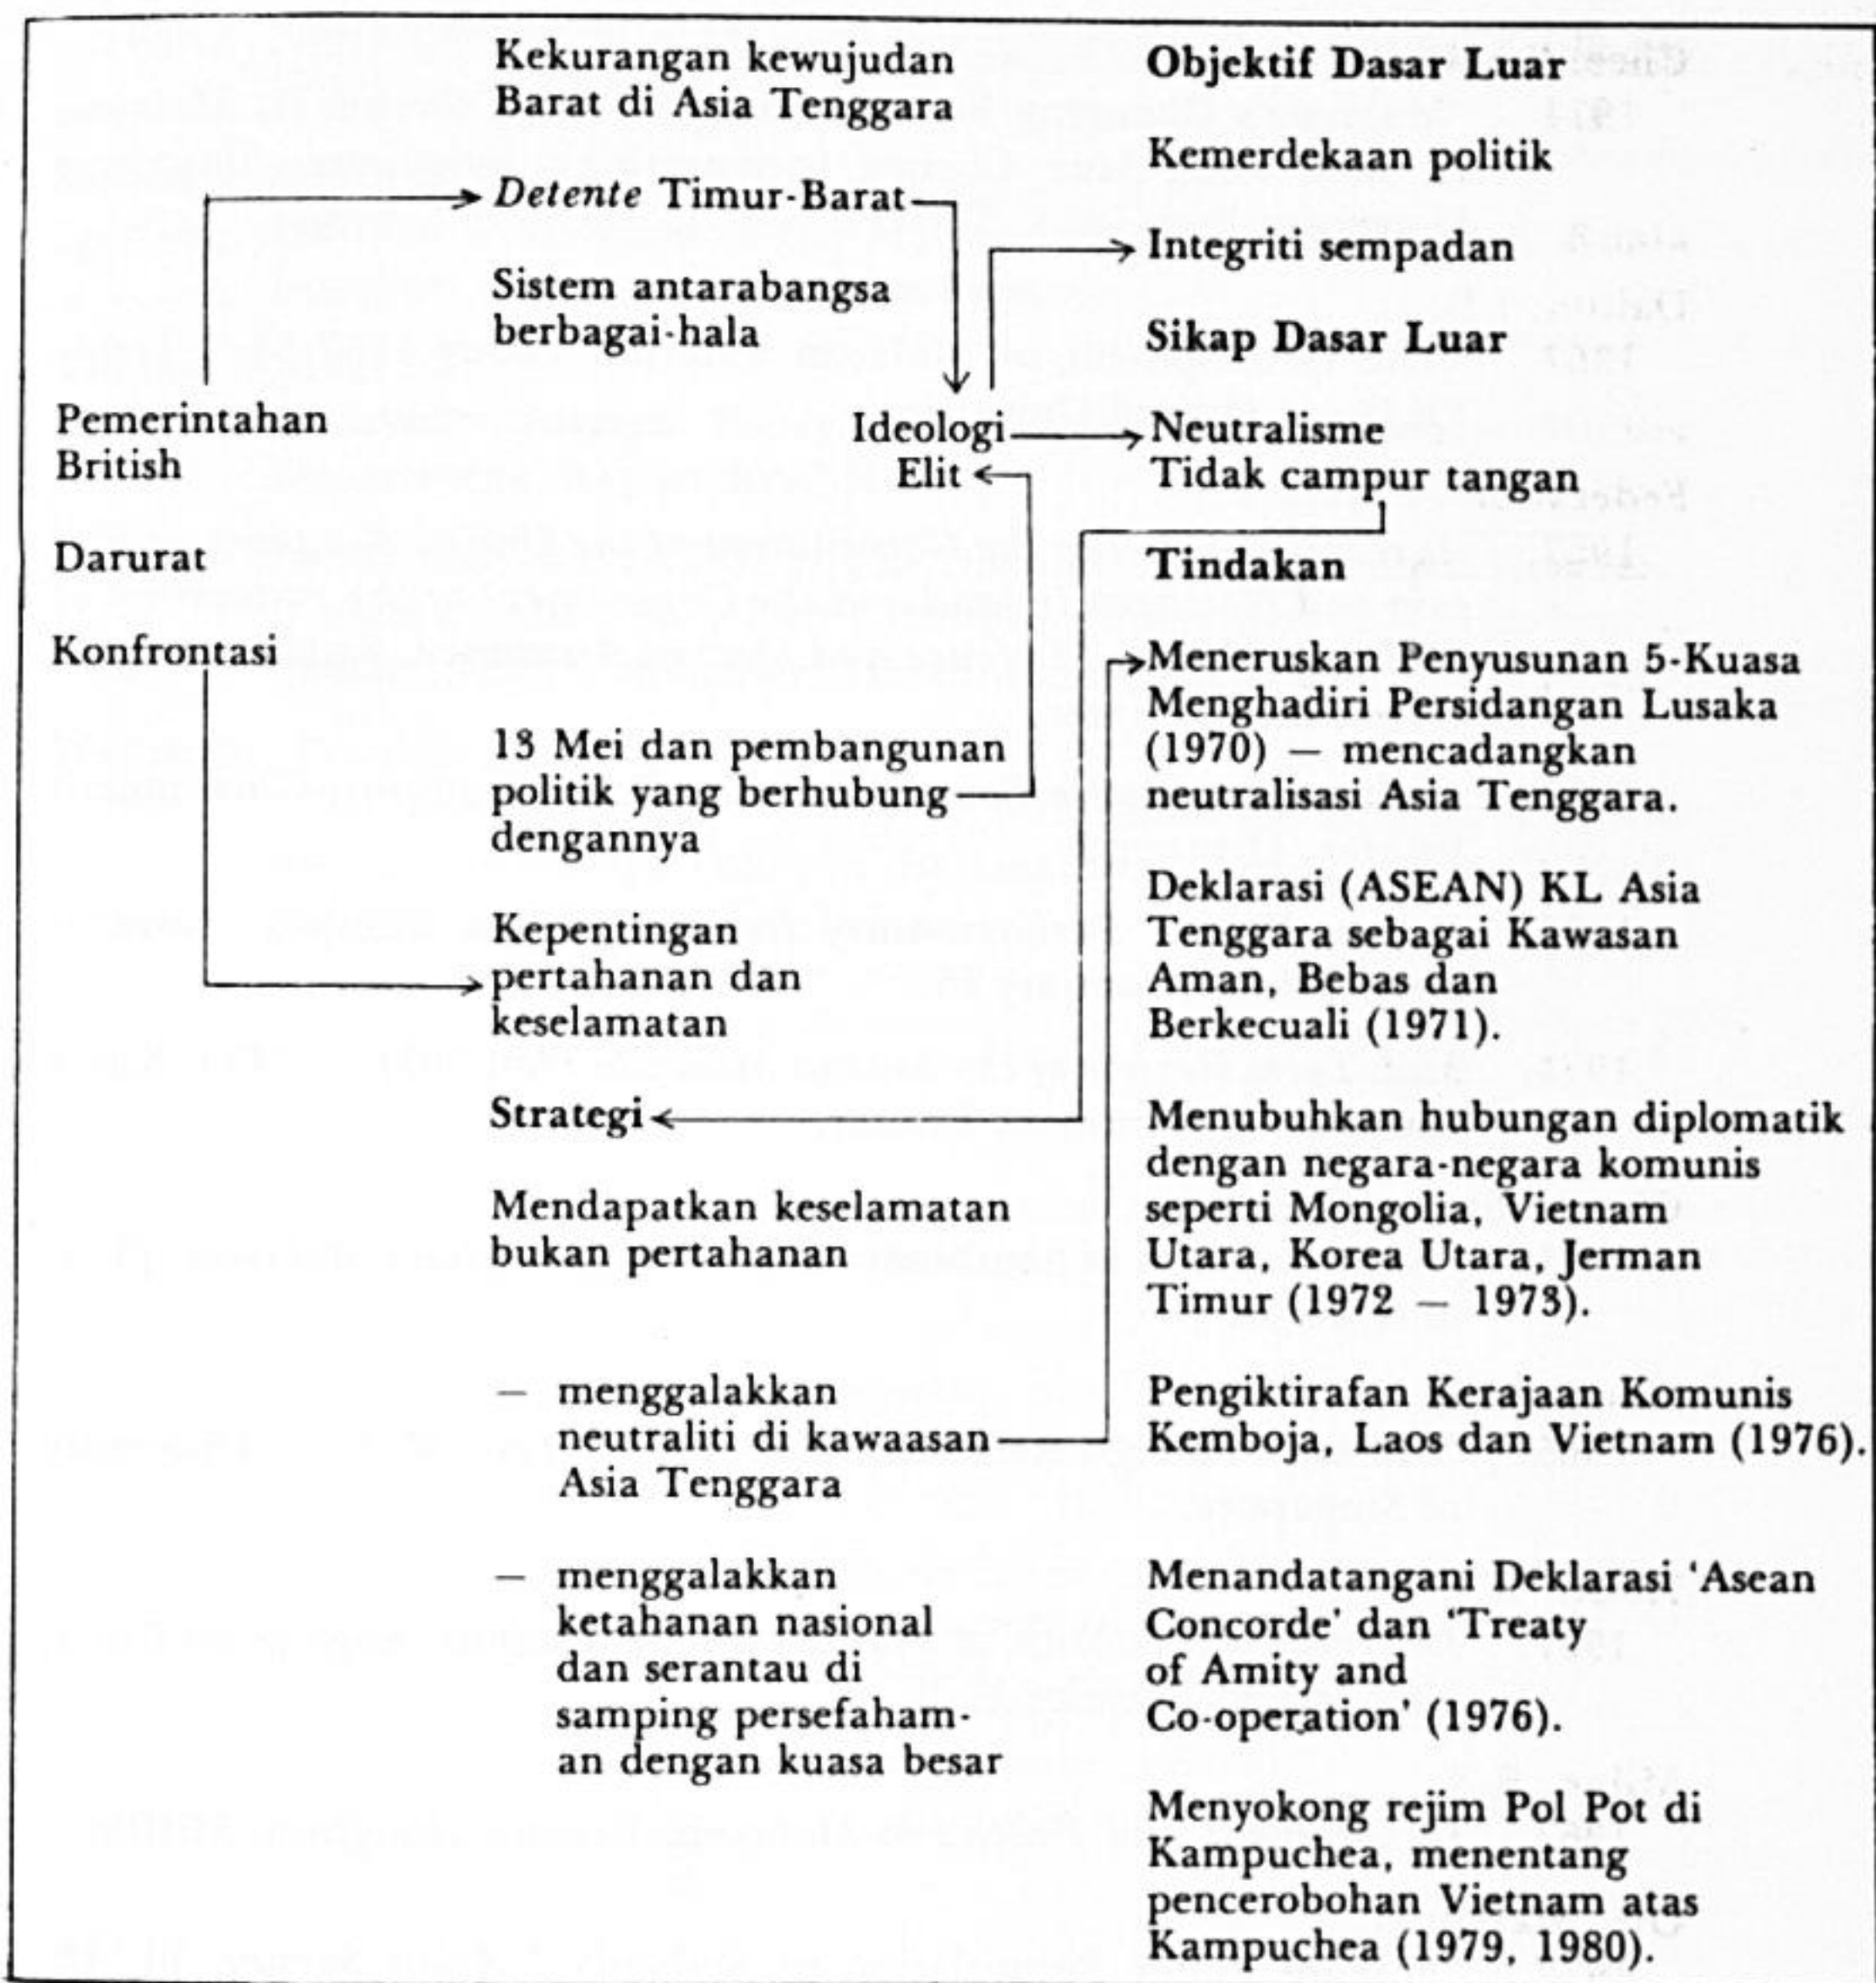 Kekurangan kewujudan
Barat di Asia Tenggara
Detente Timur-Barat
Sistem antarabangsa
berbagai-hala
Pemerintahan
British
Darurat
Konfrontasi
Ideologi
Elit
13 Mei dan pembangunan
politik yang berhubung
dengannya
Kepentingan
pertahanan dan
keselamatan
Strategi
Mendapatkan keselamatan
bukan pertahanan
— menggalakkan
neutraliti di kawaasan
Asia Tenggara
— menggalakkan
ketahanan nasional
dan serantau di
samping persefaham-
an dengan kuasa besar
Objektif Dasar Luar
Kemerdekaan politik
Integriti sempadan
Sikap Dasar Luar
Neutralisme
Tidak campur tangan
Tindakan
Meneruskan Penyusunan 5-Kuasa
Menghadiri Persidangan Lusaka
(1970) — mencadangkan
neutralisasi Asia Tenggara.
Deklarasi (ASEAN) KL Asia
Tenggara sebagai Kawasan
Aman, Bebas dan
Berkecuali (1971).
Menubuhkan hubungan diplomatik
dengan negara-negara komunis
seperti Mongolia, Vietnam
Utara, Korea Utara, Jerman
Timur (1972 — 1973).
Pengiktirafan Kerajaan Komunis
Kemboja, Laos dan Vietnam (1976).
Menandatangani Deklarasi ‘Asean
Concorde’ dan ‘Treaty
of Amity and
Co-operation’ (1976).
Menyokong rejim Pol Pot di
Kampuchea, menentang
pencerobohan Vietnam atas
Kampuchea (1979, 1980).